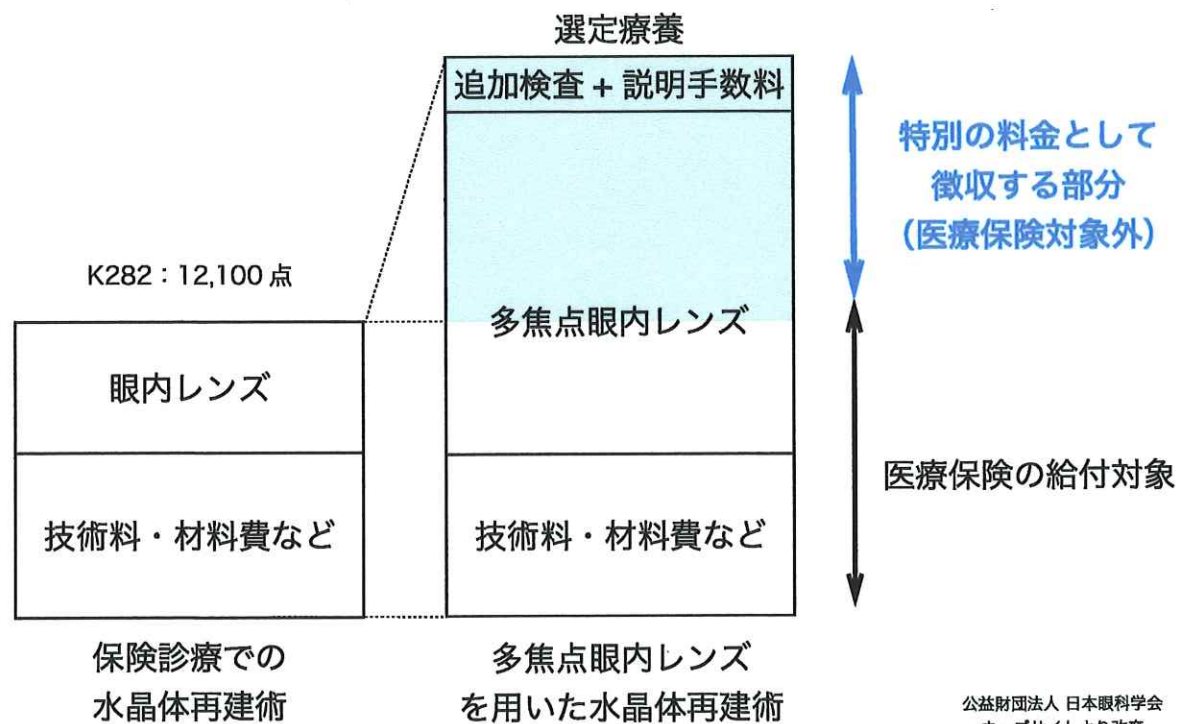 選定療養
追加検査 + 説明手数料
特別の料金として
徴収する部分
（医療保険対象外）
K282：12,100 点
多焦点眼内レンズ
眼内レンズ
医療保険の給付対象
技術料・材料費など
技術料・材料費など
保険診療での
水晶体再建術
多焦点眼内レンズ
を用いた水晶体再建術
公益財団法人 日本眼科学会